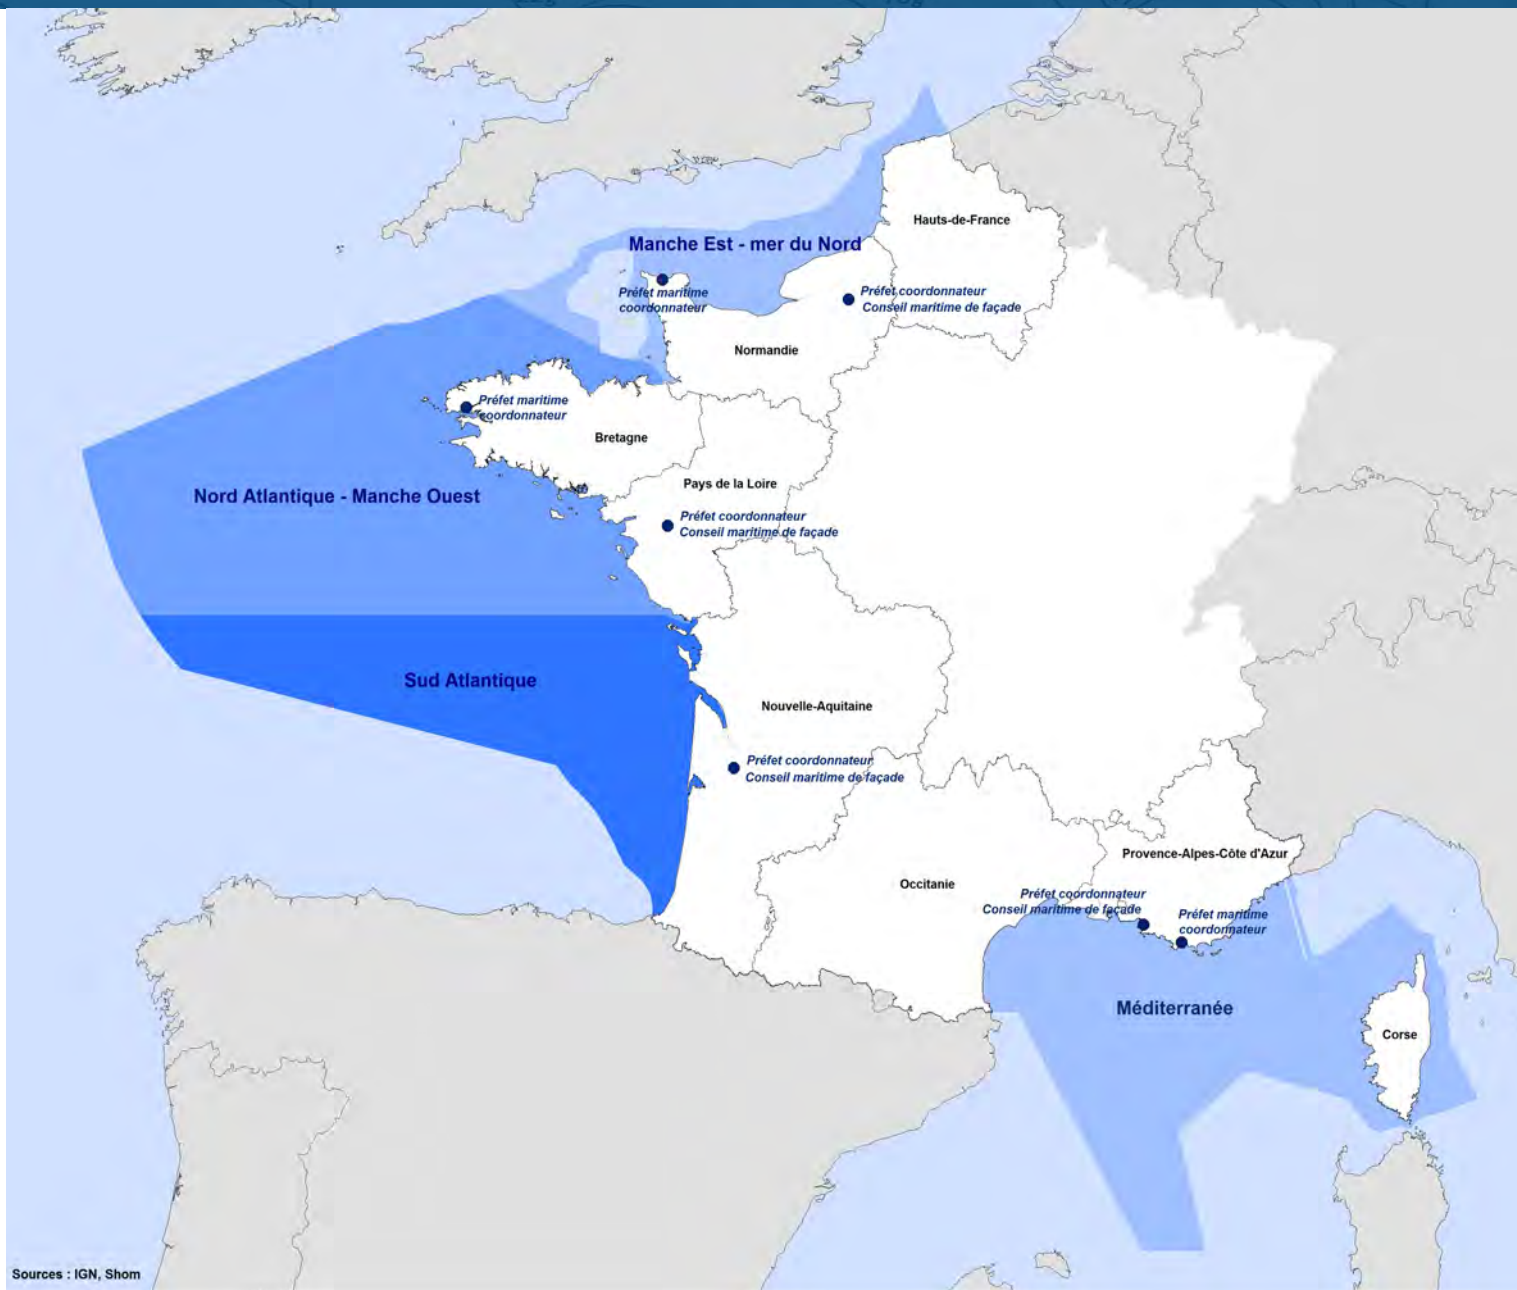 Hauts-de-France
Manche Est - mer du Nord
Préfet maritime
coordonnateur
Préfet coordonnateur
Conseil maritime de façade
Normandie
Préfet maritime
coordonnateur
Bretagne
Pays de la Loire
Nord Atlantique - Manche Ouest
Préfet coordonnateur
Conseil maritime de façade
Sud Atlantique
Nouvelle-Aquitaine
Préfet coordonnateur
Conseil maritime de façade
Provence-Alpes-Côte d'Azur
Occitanie
Préfet coordonnateur
Conseil maritime de façade
Préfet maritime
coordonnateur
Méditerranée
Corse
Sources : IGN, Shom